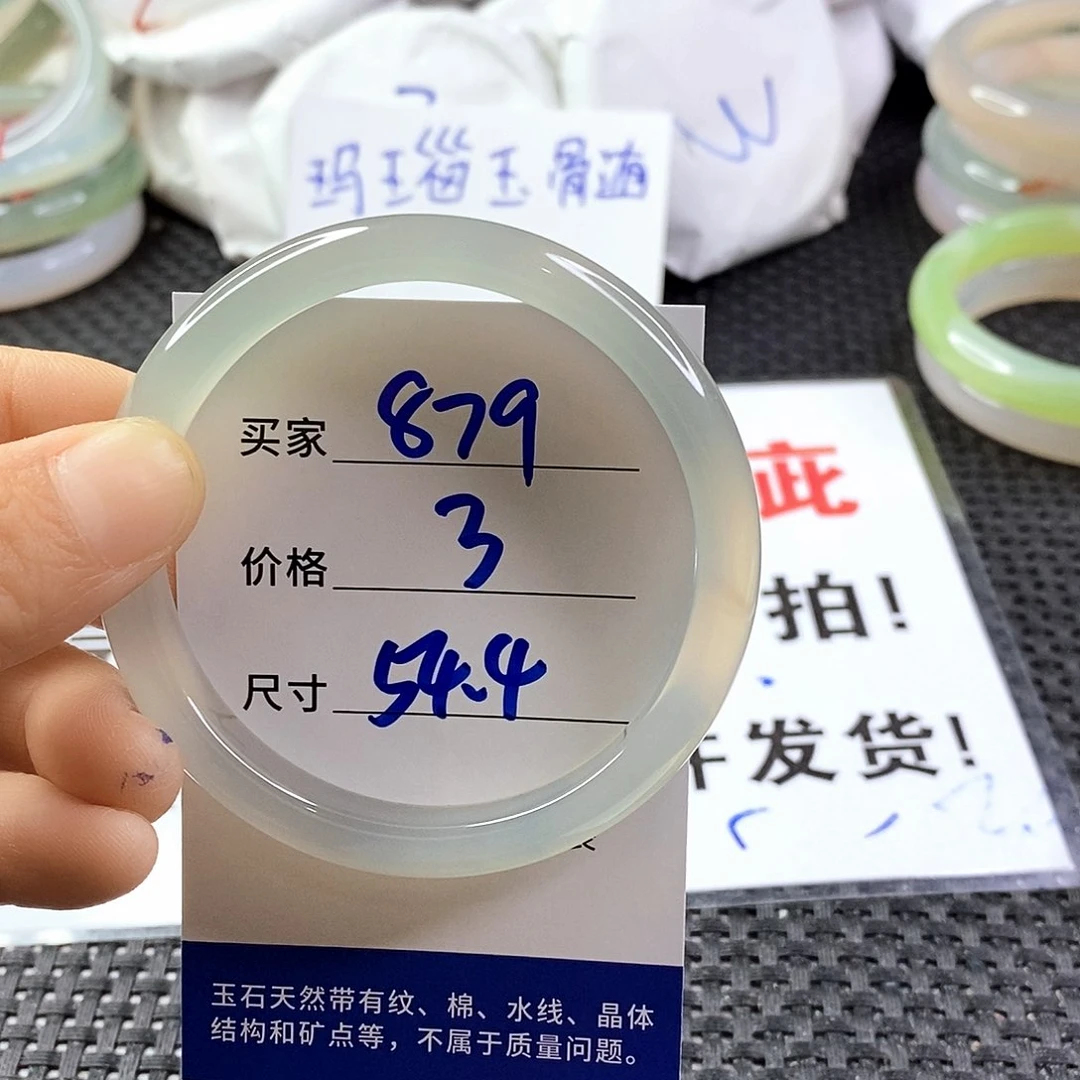 玛瑙玉骨髓
买家 879
价格 3
尺寸 54.4
疵
拍!
发货!
玉石天然带有纹、棉、水线、晶体
结构和矿点等,不属于质量问题。